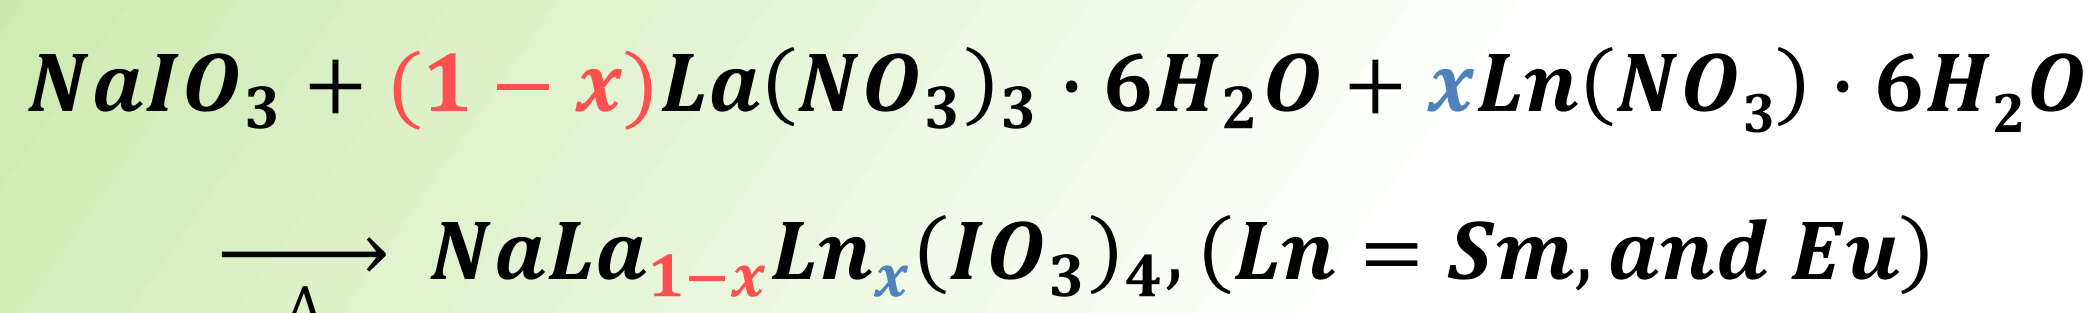 NaIO₃ + (1 − x)La(NO₃)₃ · 6H₂O + xLn(NO₃) · 6H₂O
⟶ NaLa₁₋ₓLnₓ(IO₃)₄, (Ln = Sm, and Eu)
Δ